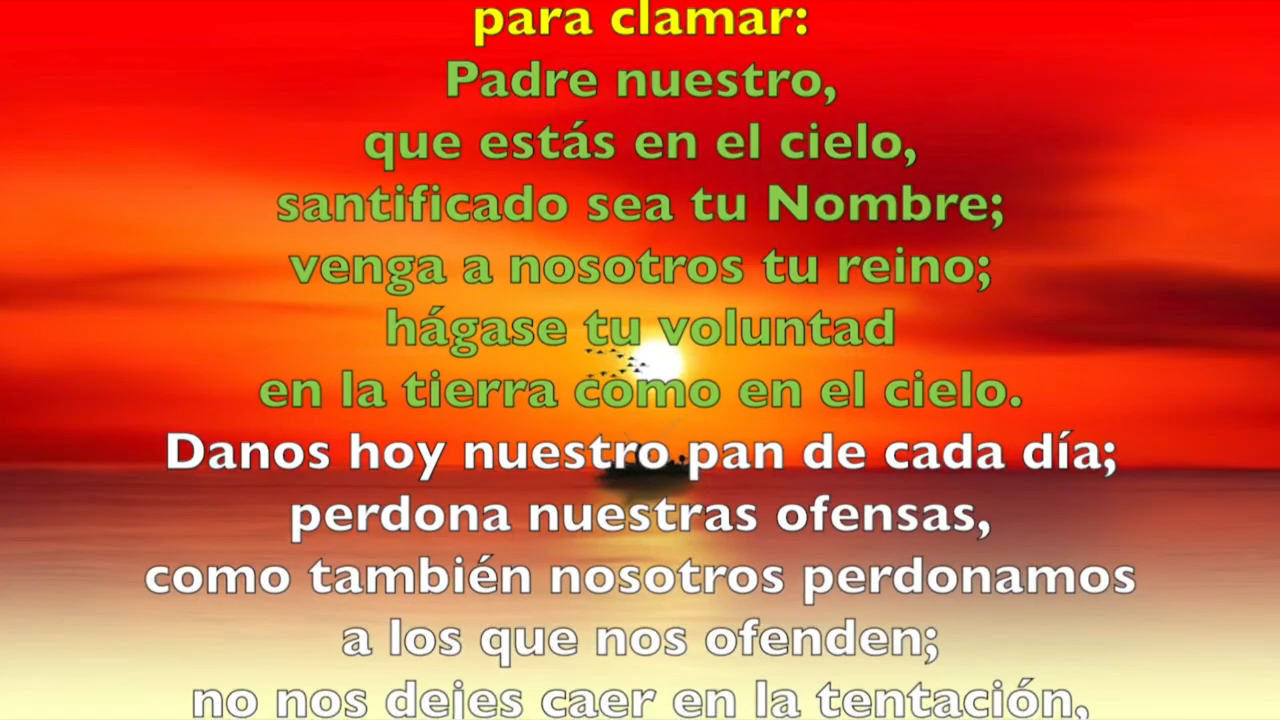 para clamar:
Padre nuestro,
que estás en el cielo,
santificado sea tu Nombre;
venga a nosotros tu reino;
hágase tu voluntad
en la tierra como en el cielo.
Danos hoy nuestro pan de cada día;
perdona nuestras ofensas,
como también nosotros perdonamos
a los que nos ofenden;
no nos dejes caer en la tentación,